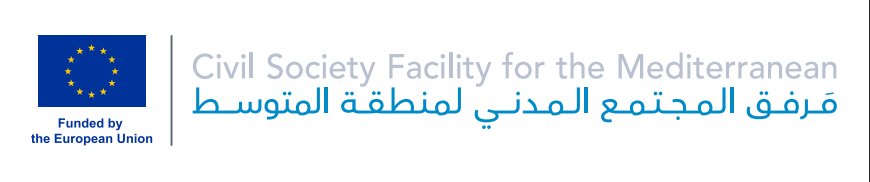 Funded by
the European Union
Civil Society Facility for the Mediterranean
مَرفق المجتمع المدني لمنطقة المتوسط